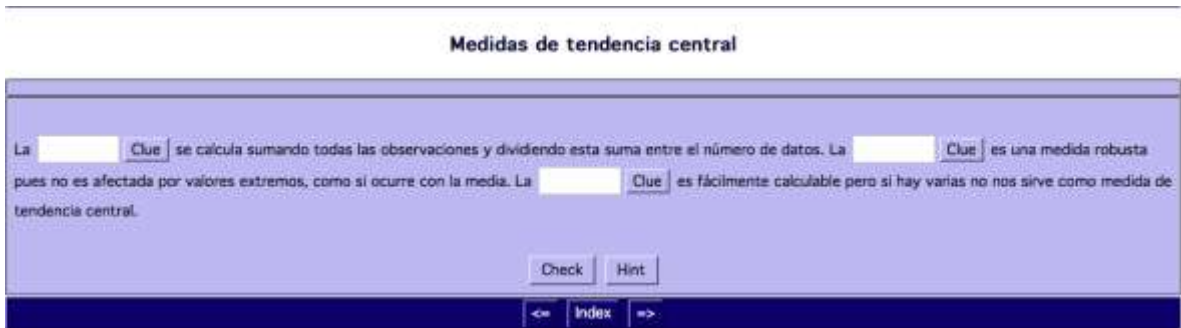 Medidas de tendencia central
La Clue se calcula sumando todas las observaciones y dividiendo esta suma entre el número de datos. La Clue es una medida robusta
pues no es afectada por valores extremos, como si ocurre con la media. La Clue es fácilmente calculable pero si hay varias no nos sirve como medida de
tendencia central.
Check Hint
<= Index =>